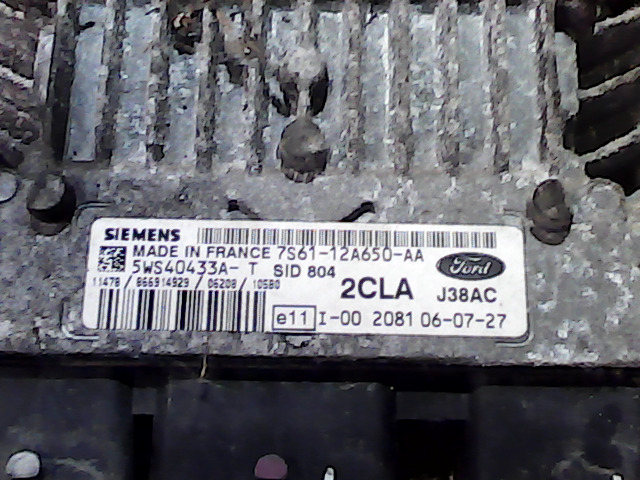 SIEMENS
MADE IN FRANCE 7S61-12A650-AA
5WS40433A- T SID 804
Ford
11478 / 866914929 / 06208 / 10580
2CLA J38AC
e11 I-00 2081 06-07-27